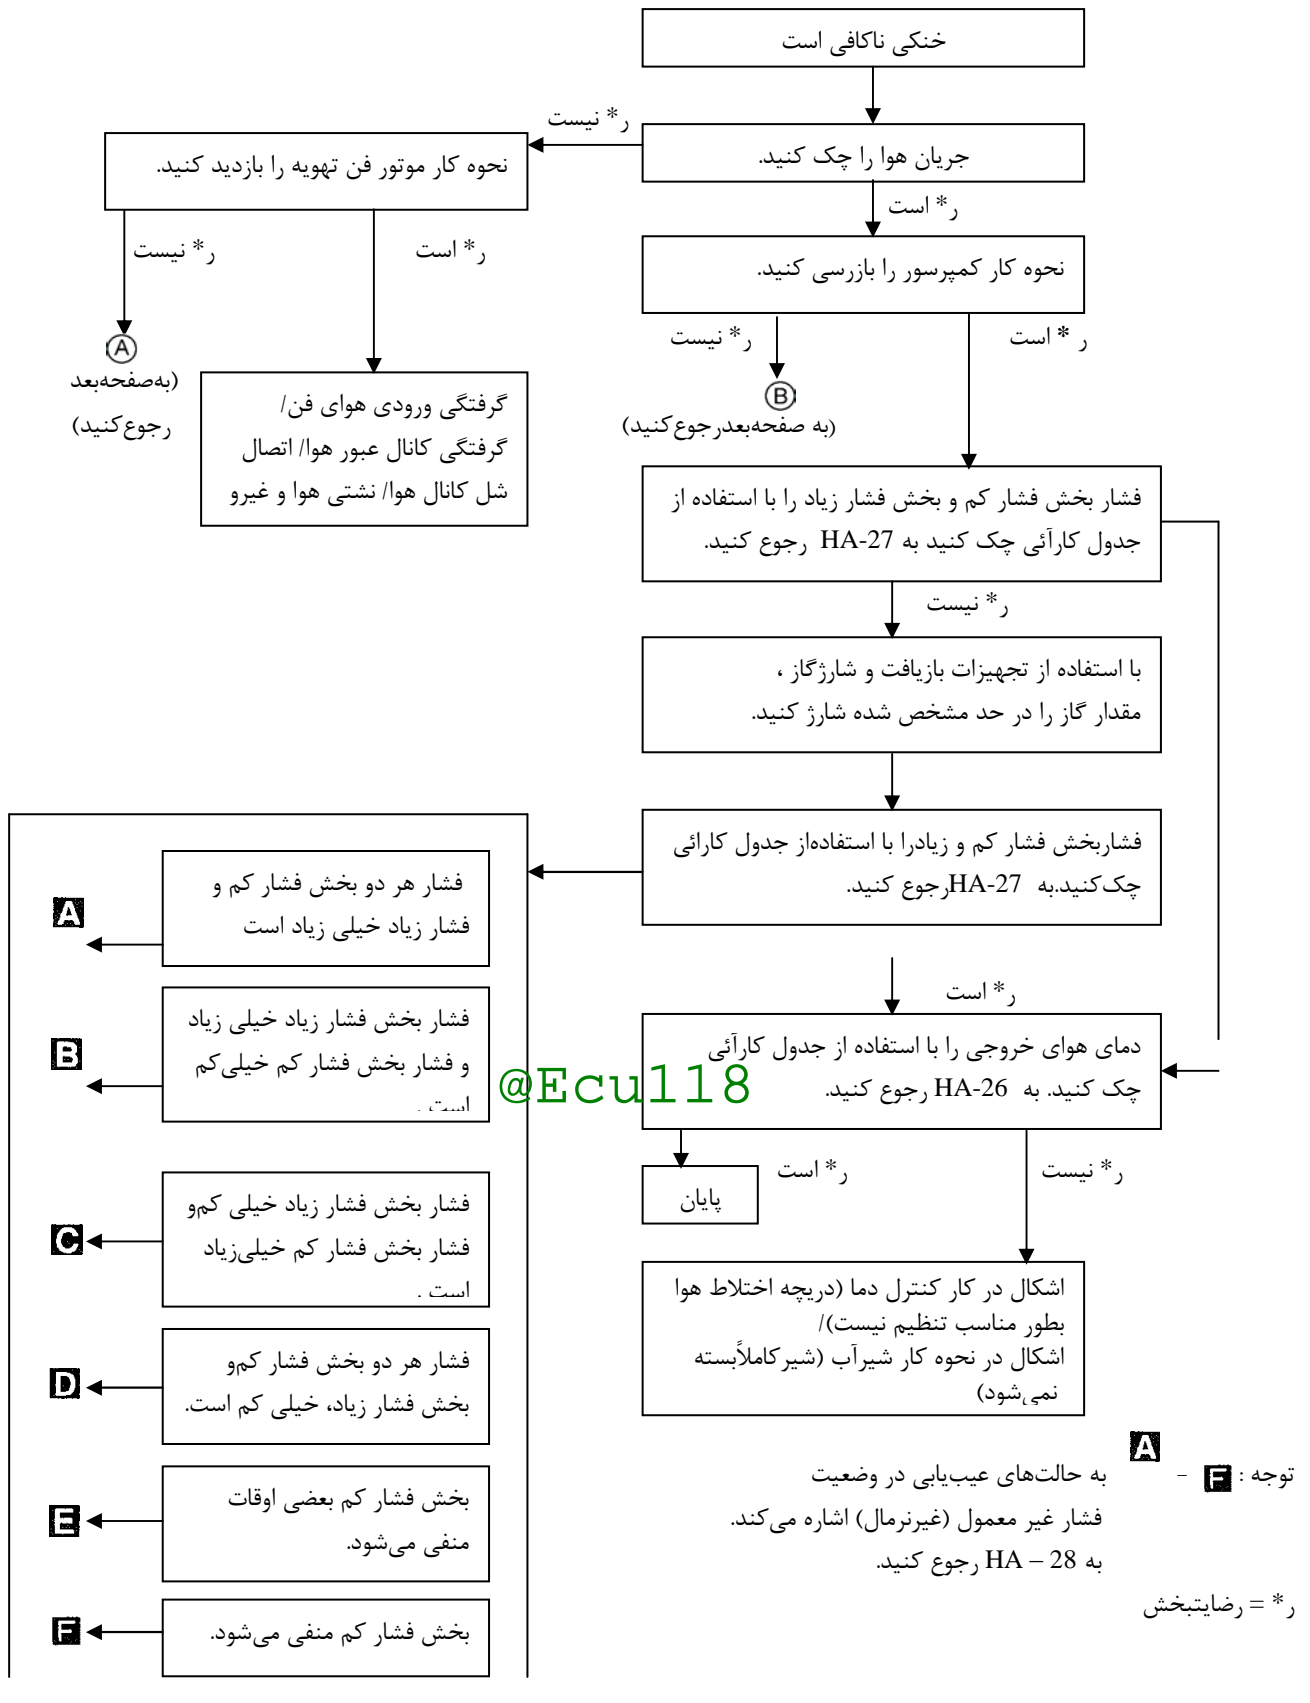 خنکی ناکافی است
ر* نیست
جریان هوا را چک کنید.
نحوه کار موتور فن تهویه را بازدید کنید.
ر* است
ر* نیست
ر* است
نحوه کار کمپرسور را بازرسی کنید.
ر* نیست
ر * است
A
(به‌صفحه‌بعد
رجوع‌کنید)
B
(به صفحه‌بعدرجوع‌کنید)
گرفتگی ورودی هوای فن/
گرفتگی کانال عبور هوا/ اتصال
شل کانال هوا/ نشتی هوا و غیرو
فشار بخش فشار کم و بخش فشار زیاد را با استفاده از
جدول کارآئی چک کنید به HA-27 رجوع کنید.
ر* نیست
با استفاده از تجهیزات بازیافت و شارژگاز ،
مقدار گاز را در حد مشخص شده شارژ کنید.
فشاربخش فشار کم و زیادرا با استفاده‌از جدول کارائی
چک‌کنید.به HA-27رجوع کنید.
ر* است
دمای هوای خروجی را با استفاده از جدول کارآئی
چک کنید. به HA-26 رجوع کنید.
ر* است
ر* نیست
پایان
اشکال در کار کنترل دما (دریچه اختلاط هوا
بطور مناسب تنظیم نیست)/
اشکال در نحوه کار شیرآب (شیرکاملاًبسته
نمی‌شود)
فشار هر دو بخش فشار کم و
فشار زیاد خیلی زیاد است
A
فشار بخش فشار زیاد خیلی زیاد
و فشار بخش فشار کم خیلی‌کم
است .
B
@Ecu118
فشار بخش فشار زیاد خیلی کم‌و
فشار بخش فشار کم خیلی‌زیاد
است .
C
فشار هر دو بخش فشار کم‌و
بخش فشار زیاد، خیلی کم است.
D
بخش فشار کم بعضی اوقات
منفی می‌شود.
E
بخش فشار کم منفی می‌شود.
F
توجه : F - A به حالت‌های عیب‌یابی در وضعیت
فشار غیر معمول (غیرنرمال) اشاره می‌کند.
به HA – 28 رجوع کنید.
ر* = رضایتبخش